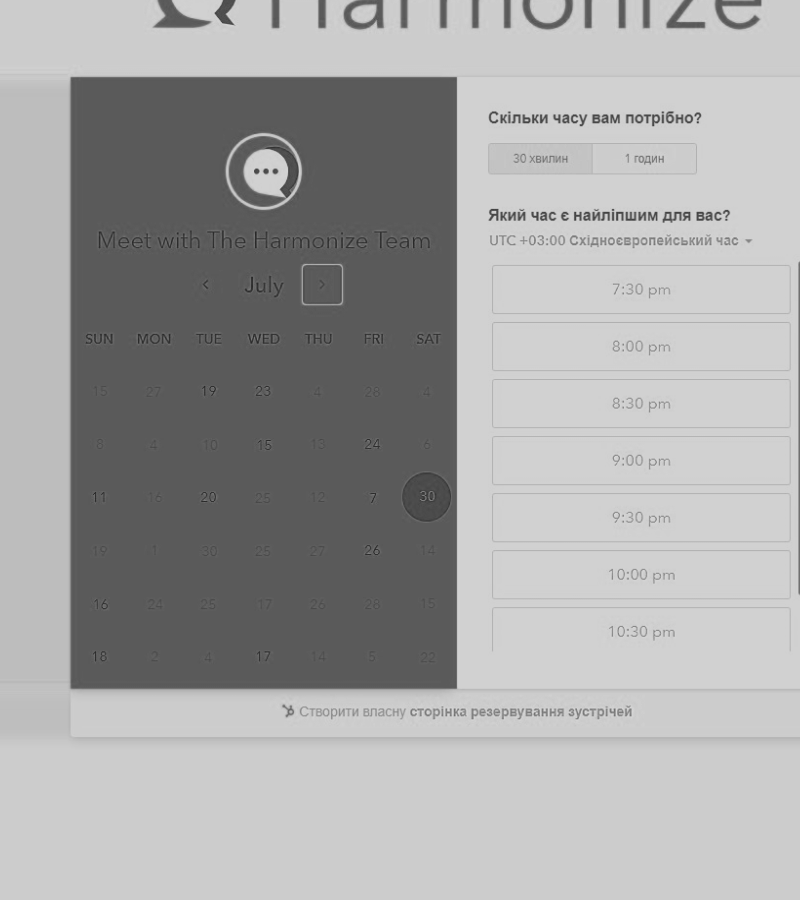 Harmonize
Meet with The Harmonize Team
July
SUN MON TUE WED THU FRI SAT
15 27 19 23 4 28 4
8 4 10 15 13 24 6
11 16 20 25 12 7 30
19 1 30 25 27 26 14
16 24 25 17 26 28 15
18 2 4 17 14 5 22
Скільки часу вам потрібно?
30 хвилин 1 годин
Який час є найліпшим для вас?
UTC +03:00 Східноєвропейський час
7:30 pm
8:00 pm
8:30 pm
9:00 pm
9:30 pm
10:00 pm
10:30 pm
Створити власну сторінка резервування зустрічей